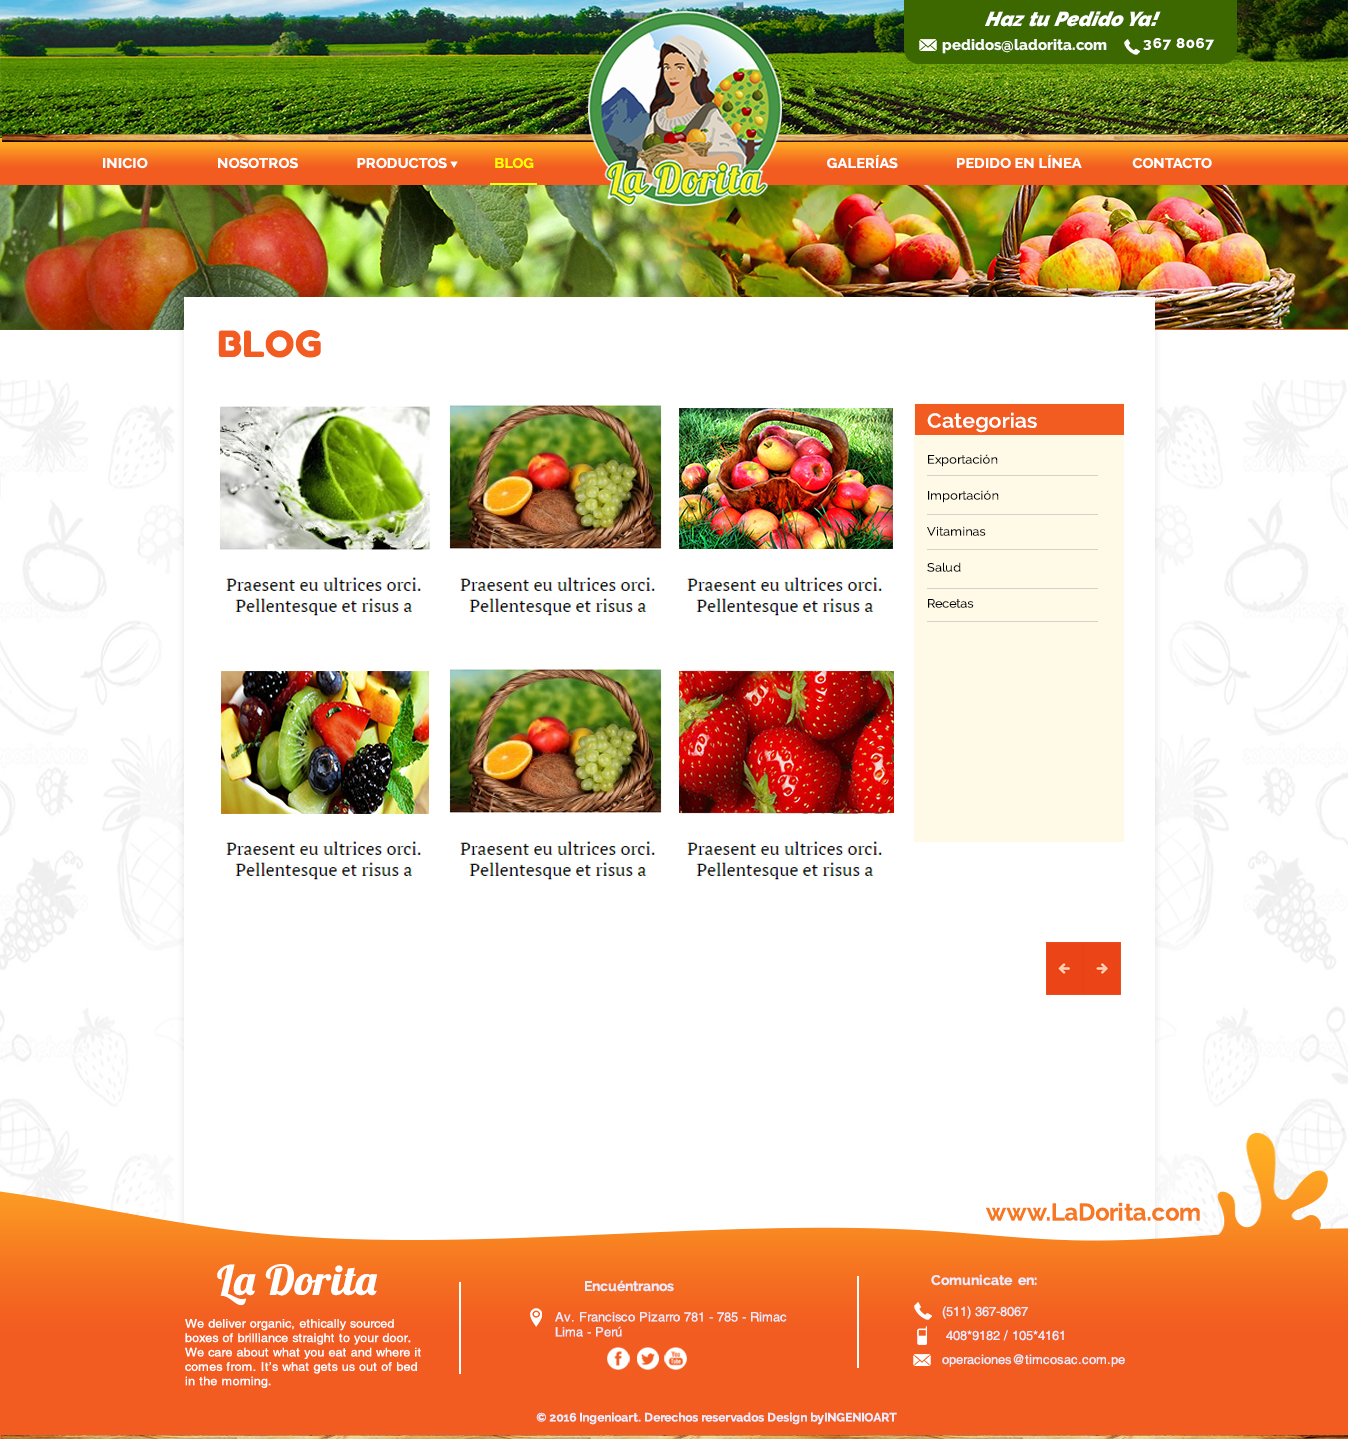 Haz tu Pedido Ya!
pedidos@ladorita.com 367 8067
INICIO NOSOTROS PRODUCTOS BLOG GALERÍAS PEDIDO EN LÍNEA CONTACTO
La Dorita
BLOG
Praesent eu ultrices orci.
Pellentesque et risus a
Praesent eu ultrices orci.
Pellentesque et risus a
Praesent eu ultrices orci.
Pellentesque et risus a
Categorias
Exportación
Importación
Vitaminas
Salud
Recetas
Praesent eu ultrices orci.
Pellentesque et risus a
Praesent eu ultrices orci.
Pellentesque et risus a
Praesent eu ultrices orci.
Pellentesque et risus a
www.LaDorita.com
La Dorita
We deliver organic, ethically sourced
boxes of brilliance straight to your door.
We care about what you eat and where it
comes from. It's what gets us out of bed
in the morning.
Encuéntranos
Av. Francisco Pizarro 781 - 785 - Rimac
Lima - Perú
You
Tube
Comunicate en:
(511) 367-8067
408*9182 / 105*4161
operaciones@timcosac.com.pe
© 2016 Ingenioart. Derechos reservados Design byINGENIOART